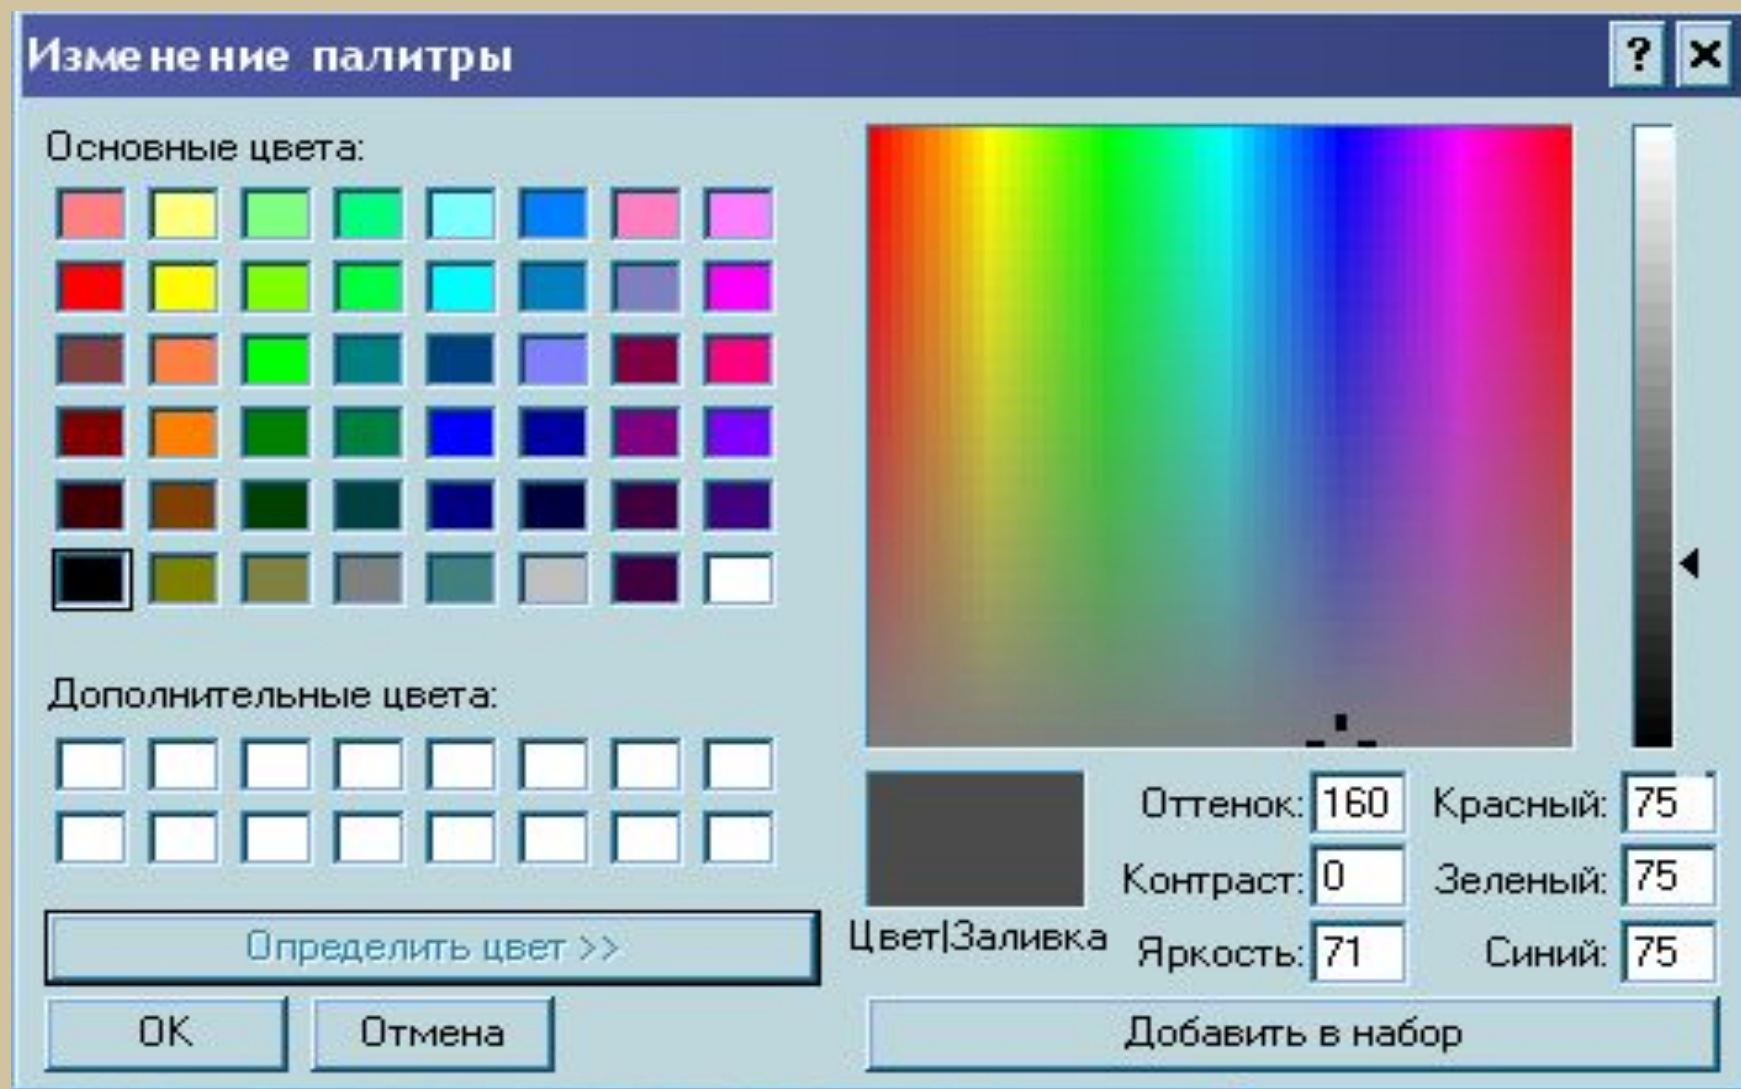 Изменение палитры
?
Основные цвета:
Дополнительные цвета:
Определить цвет >>
OK
Отмена
Цвет|Заливка
Оттенок: 160
Контраст: 0
Яркость: 71
Красный: 75
Зеленый: 75
Синий: 75
Добавить в набор